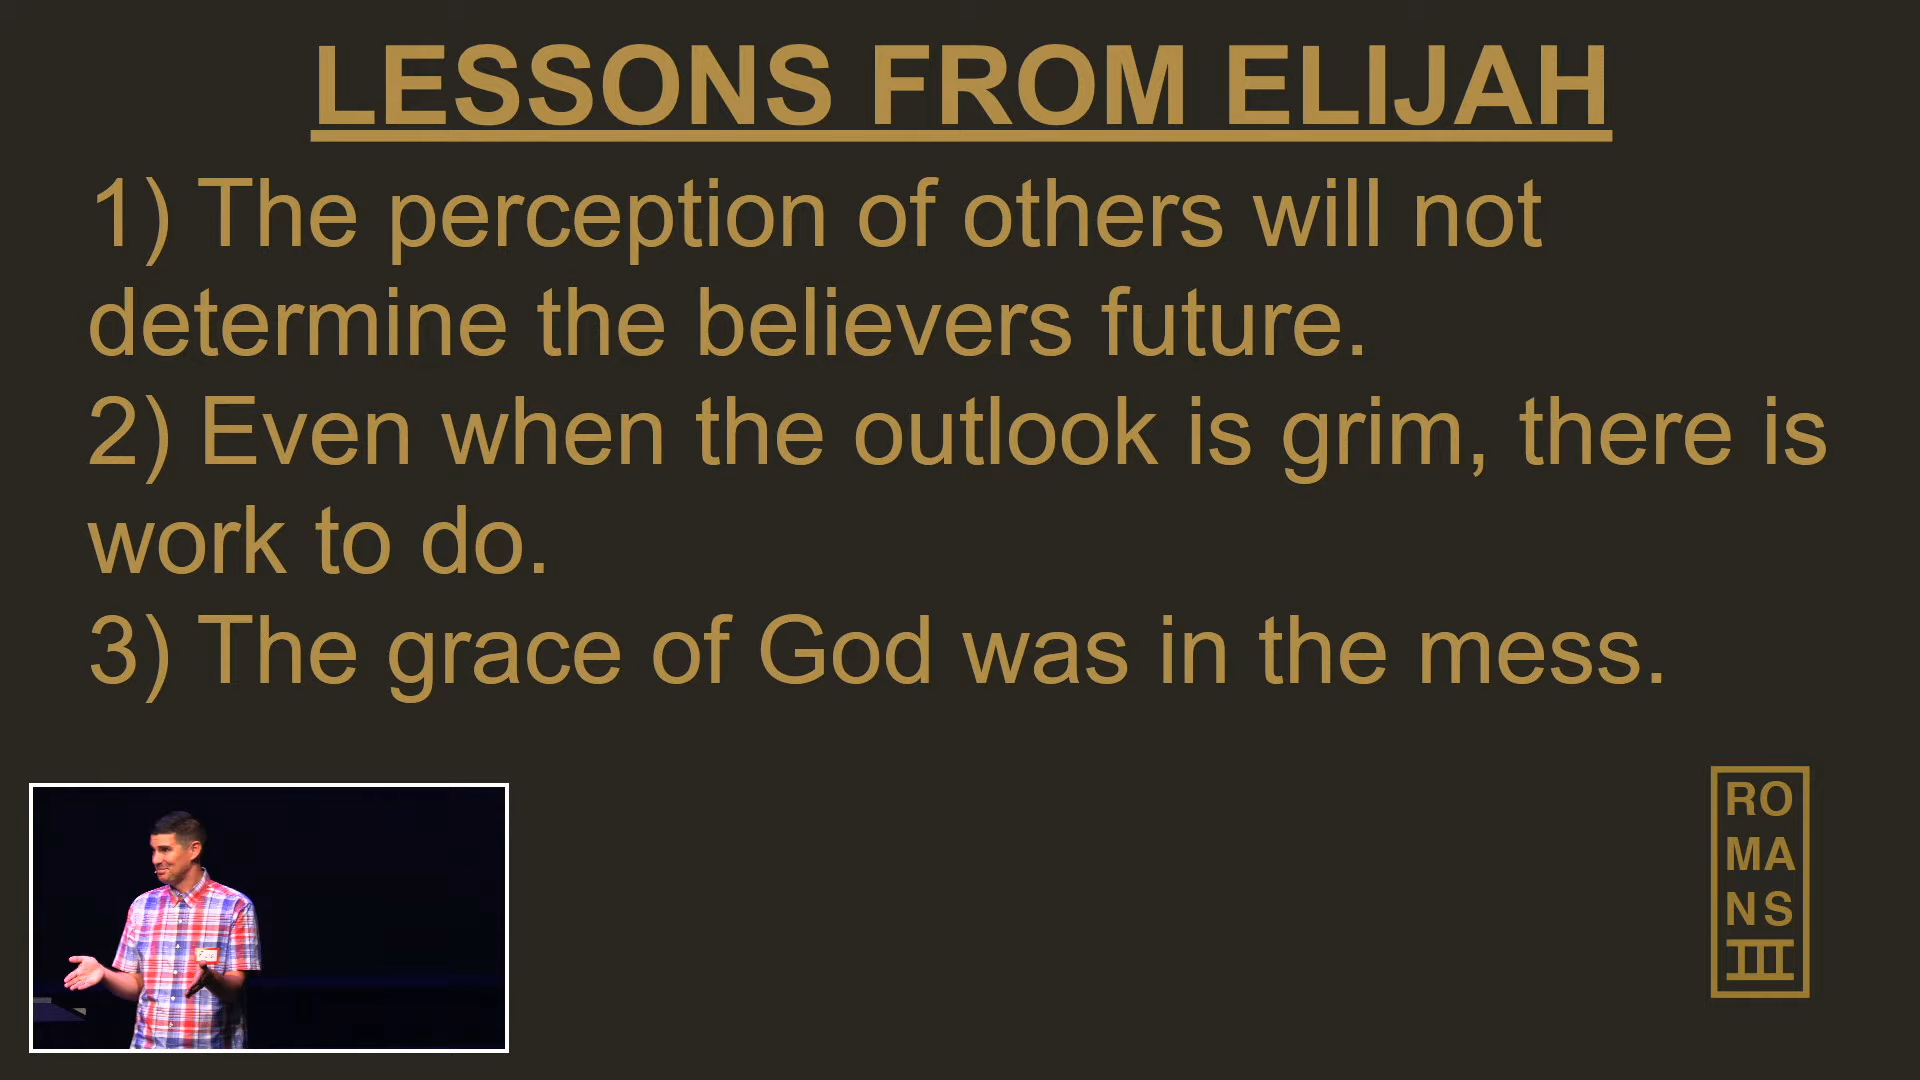 LESSONS FROM ELIJAH
1) The perception of others will not
determine the believers future.
2) Even when the outlook is grim, there is
work to do.
3) The grace of God was in the mess.
RO
MA
NS
III